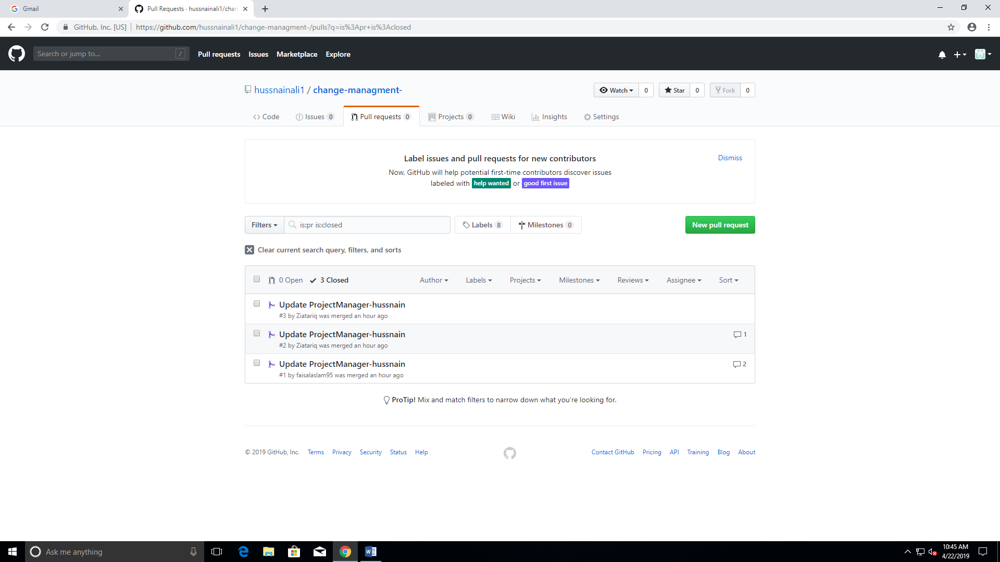 Gmail
Pull Requests · hussnainali1/chan
GitHub, Inc. [US] https://github.com/hussnainali1/change-managment-/pulls?q=is%3Apr+is%3Aclosed
Search or jump to... / Pull requests Issues Marketplace Explore
hussnainali1 / change-managment- Watch 0 Star 0 Fork 0
Code Issues 0 Pull requests 0 Projects 0 Wiki Insights Settings
Label issues and pull requests for new contributors Dismiss
Now, GitHub will help potential first-time contributors discover issues
labeled with help wanted or good first issue
Filters is:pr is:closed Labels 8 Milestones 0 New pull request
Clear current search query, filters, and sorts
0 Open 3 Closed Author Labels Projects Milestones Reviews Assignee Sort
Update ProjectManager-hussnain
#3 by Ziatariq was merged an hour ago
Update ProjectManager-hussnain 1
#2 by Ziatariq was merged an hour ago
Update ProjectManager-hussnain 2
#1 by faisalaslam95 was merged an hour ago
ProTip! Mix and match filters to narrow down what you’re looking for.
© 2019 GitHub, Inc. Terms Privacy Security Status Help Contact GitHub Pricing API Training Blog About
Ask me anything
10:45 AM
4/22/2019